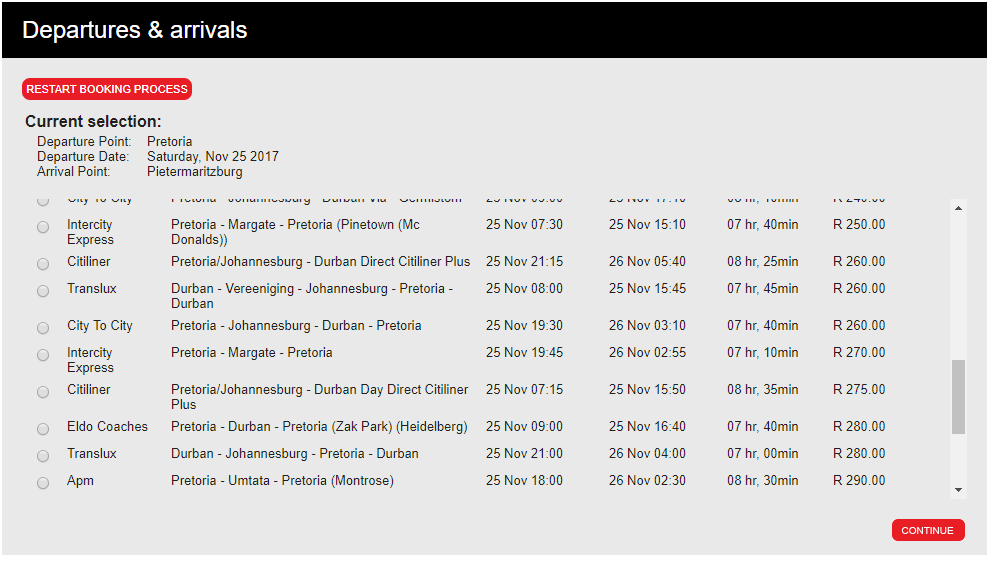 Departures & arrivals
RESTART BOOKING PROCESS
Current selection:
Departure Point: Pretoria
Departure Date: Saturday, Nov 25 2017
Arrival Point: Pietermaritzburg
City To City Pretoria - Johannesburg - Durban Via - Germistom 25 Nov 09:00 25 Nov 17:10 08 hr, 10min R 240.00
Intercity Pretoria - Margate - Pretoria (Pinetown (Mc 25 Nov 07:30 25 Nov 15:10 07 hr, 40min R 250.00
Express Donalds))
Citiliner Pretoria/Johannesburg - Durban Direct Citiliner Plus 25 Nov 21:15 26 Nov 05:40 08 hr, 25min R 260.00
Translux Durban - Vereeniging - Johannesburg - Pretoria - 25 Nov 08:00 25 Nov 15:45 07 hr, 45min R 260.00
Durban
City To City Pretoria - Johannesburg - Durban - Pretoria 25 Nov 19:30 26 Nov 03:10 07 hr, 40min R 260.00
Intercity Pretoria - Margate - Pretoria 25 Nov 19:45 26 Nov 02:55 07 hr, 10min R 270.00
Express
Citiliner Pretoria/Johannesburg - Durban Day Direct Citiliner 25 Nov 07:15 25 Nov 15:50 08 hr, 35min R 275.00
Plus
Eldo Coaches Pretoria - Durban - Pretoria (Zak Park) (Heidelberg) 25 Nov 09:00 25 Nov 16:40 07 hr, 40min R 280.00
Translux Durban - Johannesburg - Pretoria - Durban 25 Nov 21:00 26 Nov 04:00 07 hr, 00min R 280.00
Apm Pretoria - Umtata - Pretoria (Montrose) 25 Nov 18:00 26 Nov 02:30 08 hr, 30min R 290.00
CONTINUE